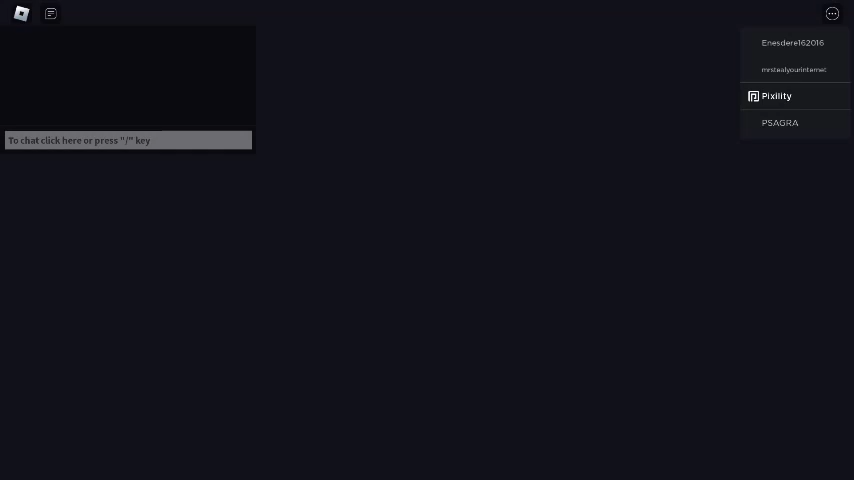 To chat click here or press "/" key
Enesdere162016
mrstealyourinternet
Pixility
PSAGRA